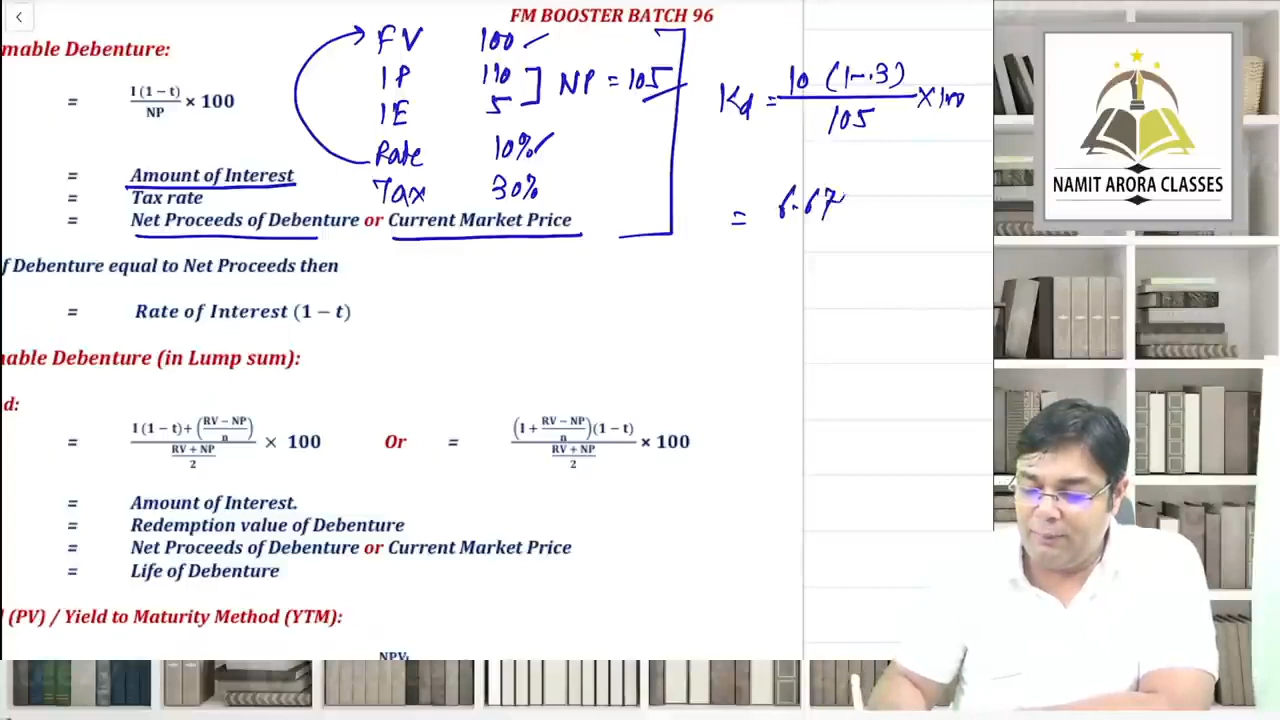 FM BOOSTER BATCH 96
mable Debenture:
= I (1 − t) / NP × 100
= Amount of Interest
= Tax rate
= Net Proceeds of Debenture or Current Market Price
FV 100
IP 110
IE 5
NP = 105
Rate 10%
Tax 30%
Kd = 10 (1-.3) / 105 × 100
= 6.67
NAMIT ARORA CLASSES
f Debenture equal to Net Proceeds then
= Rate of Interest (1 − t)
nable Debenture (in Lump sum):
d:
= I (1 − t)+ (RV − NP / n) / RV + NP / 2 × 100 Or = (I + RV − NP / n)(1 − t) / RV + NP / 2 × 100
= Amount of Interest.
= Redemption value of Debenture
= Net Proceeds of Debenture or Current Market Price
= Life of Debenture
(PV) / Yield to Maturity Method (YTM):